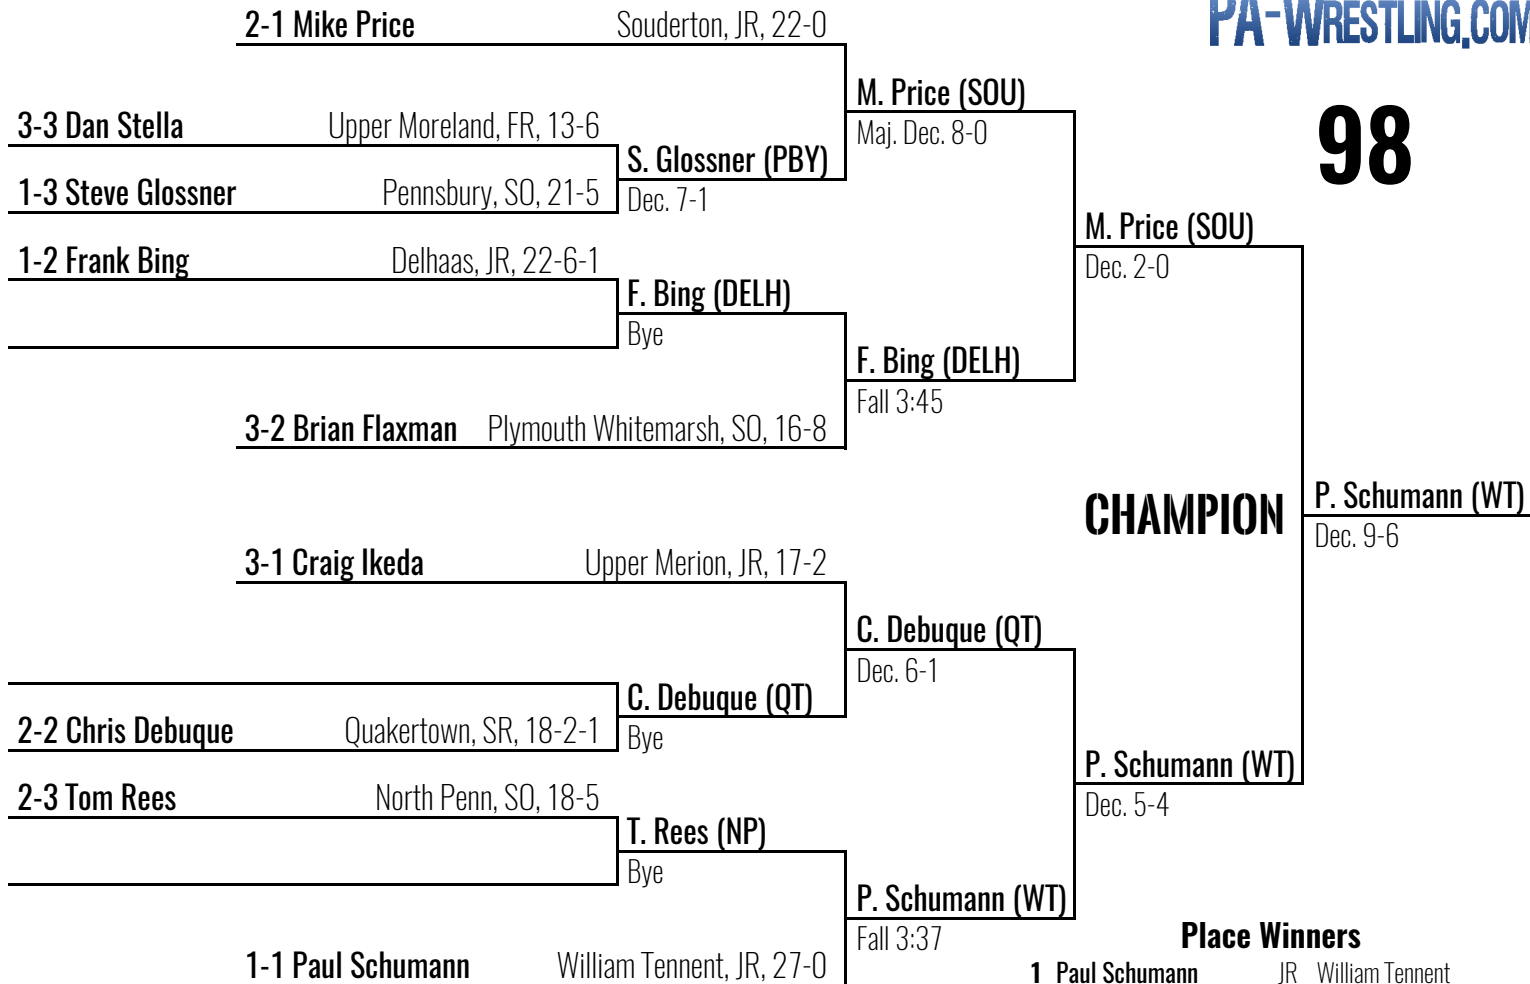 PA-WRESTLING.COM
2-1 Mike Price Souderton, JR, 22-0
M. Price (SOU)
Maj. Dec. 8-0
98
3-3 Dan Stella Upper Moreland, FR, 13-6
S. Glossner (PBY)
Dec. 7-1
1-3 Steve Glossner Pennsbury, SO, 21-5
M. Price (SOU)
Dec. 2-0
1-2 Frank Bing Delhaas, JR, 22-6-1
F. Bing (DELH)
Bye
F. Bing (DELH)
Fall 3:45
3-2 Brian Flaxman Plymouth Whitemarsh, SO, 16-8
CHAMPION
P. Schumann (WT)
Dec. 9-6
3-1 Craig Ikeda Upper Merion, JR, 17-2
C. Debuque (QT)
Dec. 6-1
C. Debuque (QT)
Bye
2-2 Chris Debuque Quakertown, SR, 18-2-1
P. Schumann (WT)
Dec. 5-4
2-3 Tom Rees North Penn, SO, 18-5
T. Rees (NP)
Bye
P. Schumann (WT)
Fall 3:37
1-1 Paul Schumann William Tennent, JR, 27-0
Place Winners
1 Paul Schumann JR William Tennent